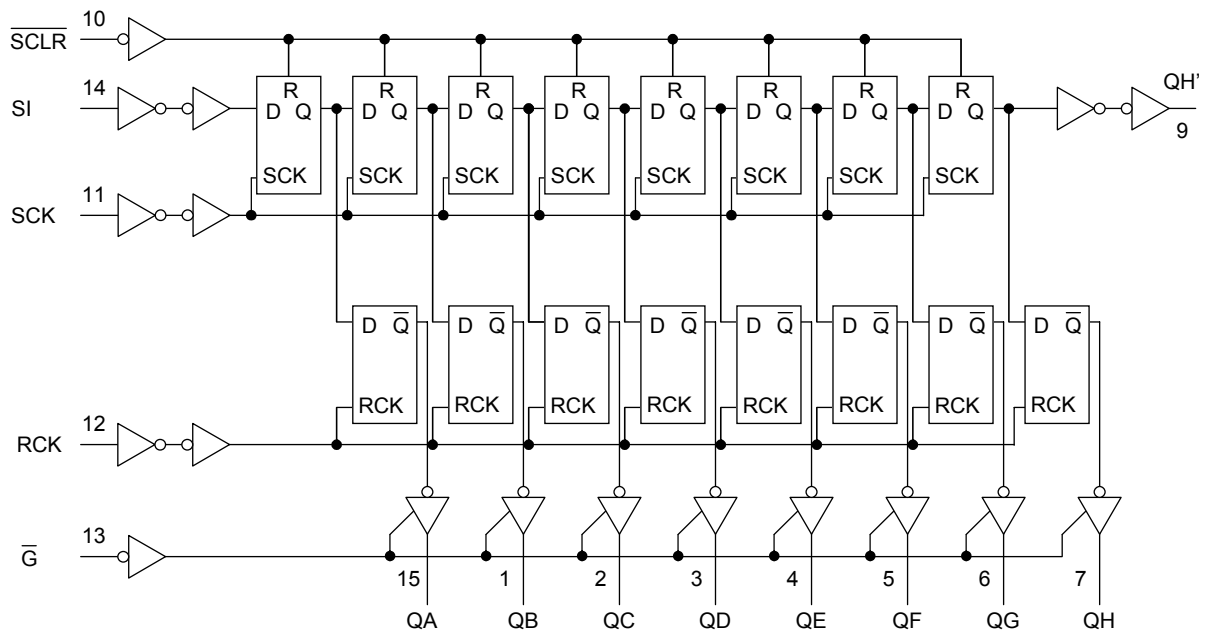 10
S̅C̅L̅R̅
R R R R R R R R
14
SI
D Q D Q D Q D Q D Q D Q D Q D Q
QH’
9
SCK SCK SCK SCK SCK SCK SCK SCK
11
SCK
D Q̅ D Q̅ D Q̅ D Q̅ D Q̅ D Q̅ D Q̅ D Q̅
RCK RCK RCK RCK RCK RCK RCK RCK
12
RCK
13
G̅
15 1 2 3 4 5 6 7
QA QB QC QD QE QF QG QH